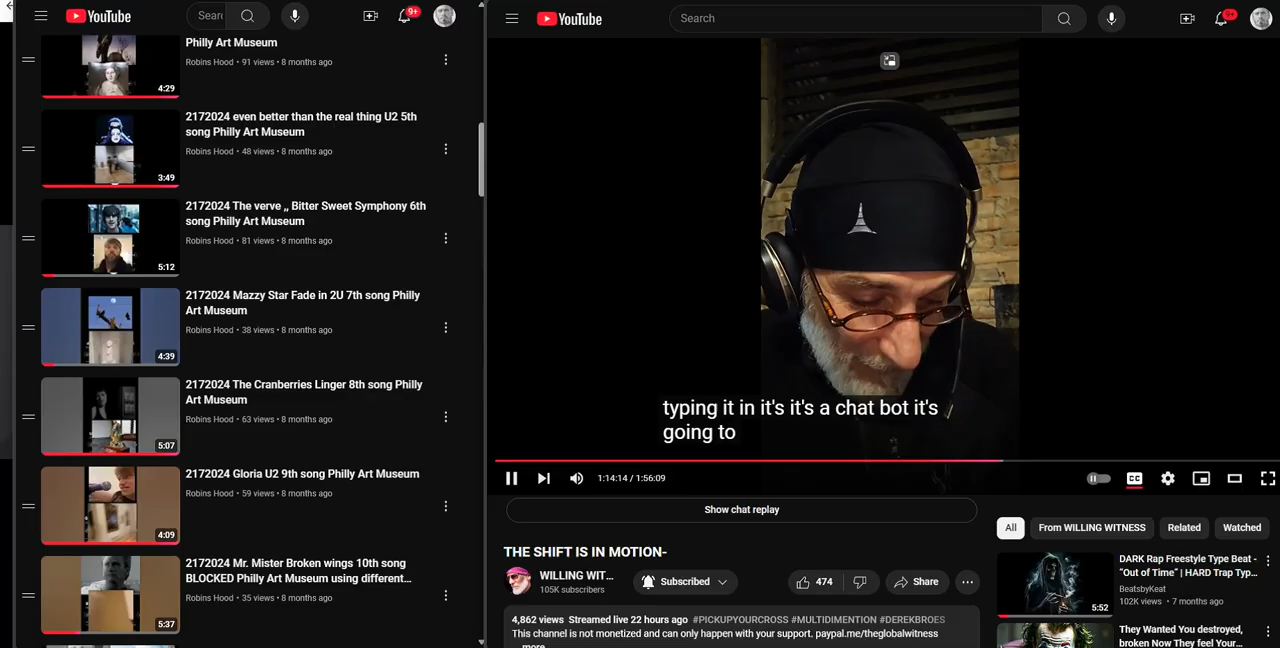 YouTube
Sear
9+
Philly Art Museum
Robins Hood • 91 views • 8 months ago
4:29
2172024 even better than the real thing U2 5th
song Philly Art Museum
Robins Hood • 48 views • 8 months ago
3:49
2172024 The verve ,, Bitter Sweet Symphony 6th
song Philly Art Museum
Robins Hood • 81 views • 8 months ago
5:12
2172024 Mazzy Star Fade in 2U 7th song Philly
Art Museum
Robins Hood • 38 views • 8 months ago
4:39
2172024 The Cranberries Linger 8th song Philly
Art Museum
Robins Hood • 63 views • 8 months ago
5:07
2172024 Gloria U2 9th song Philly Art Museum
Robins Hood • 59 views • 8 months ago
4:09
2172024 Mr. Mister Broken wings 10th song
BLOCKED Philly Art Museum using different...
Robins Hood • 35 views • 8 months ago
5:37
YouTube
Search
9+
typing it in it's it's a chat bot it's
going to
1:14:14 / 1:56:09
CC
Show chat replay
THE SHIFT IS IN MOTION-
WILLING WIT...
105K subscribers
Subscribed
474
Share
4,862 views Streamed live 22 hours ago #PICKUPYOURCROSS #MULTIDIMENTION #DEREKBROES
This channel is not monetized and can only happen with your support. paypal.me/theglobalwitness
...more
All
From WILLING WITNESS
Related
Watched
DARK Rap Freestyle Type Beat -
"Out of Time" | HARD Trap Typ...
BeatsbyKeat
102K views • 7 months ago
5:52
They Wanted You destroyed,
broken Now They feel Your...